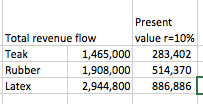 Present
Total revenue flow value r=10%
Teak 1,465,000 283,402
Rubber 1,908,000 514,370
Latex 2,944,800 886,886